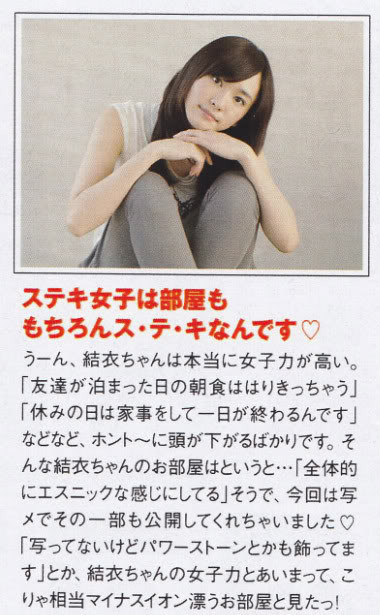 ステキ女子は部屋も
もちろんス・テ・キなんです♡
うーん、結衣ちゃんは本当に女子力が高い。
「友達が泊まった日の朝食ははりきっちゃう」
「休みの日は家事をして一日が終わるんです」
などなど、ホント〜に頭が下がるばかりです。そ
んな結衣ちゃんのお部屋はというと…「全体的
にエスニックな感じにしてる」そうで、今回は写
メでその一部も公開してくれちゃいました♡
「写ってないけどパワーストーンとかも飾ってま
す」とか、結衣ちゃんの女子力とあいまって、こ
りゃ相当マイナスイオン漂うお部屋と見たっ!